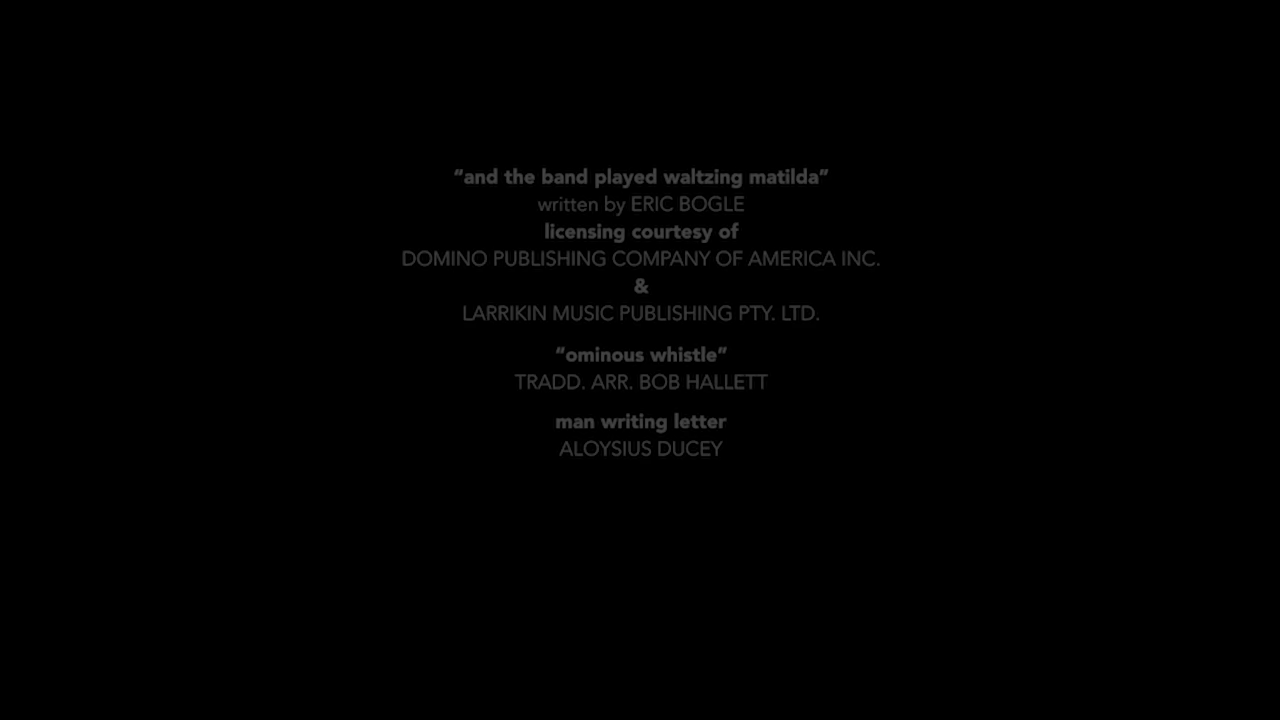 “and the band played waltzing matilda”
written by ERIC BOGLE
licensing courtesy of
DOMINO PUBLISHING COMPANY OF AMERICA INC.
&
LARRIKIN MUSIC PUBLISHING PTY. LTD.
“ominous whistle”
TRADD. ARR. BOB HALLETT
man writing letter
ALOYSIUS DUCEY